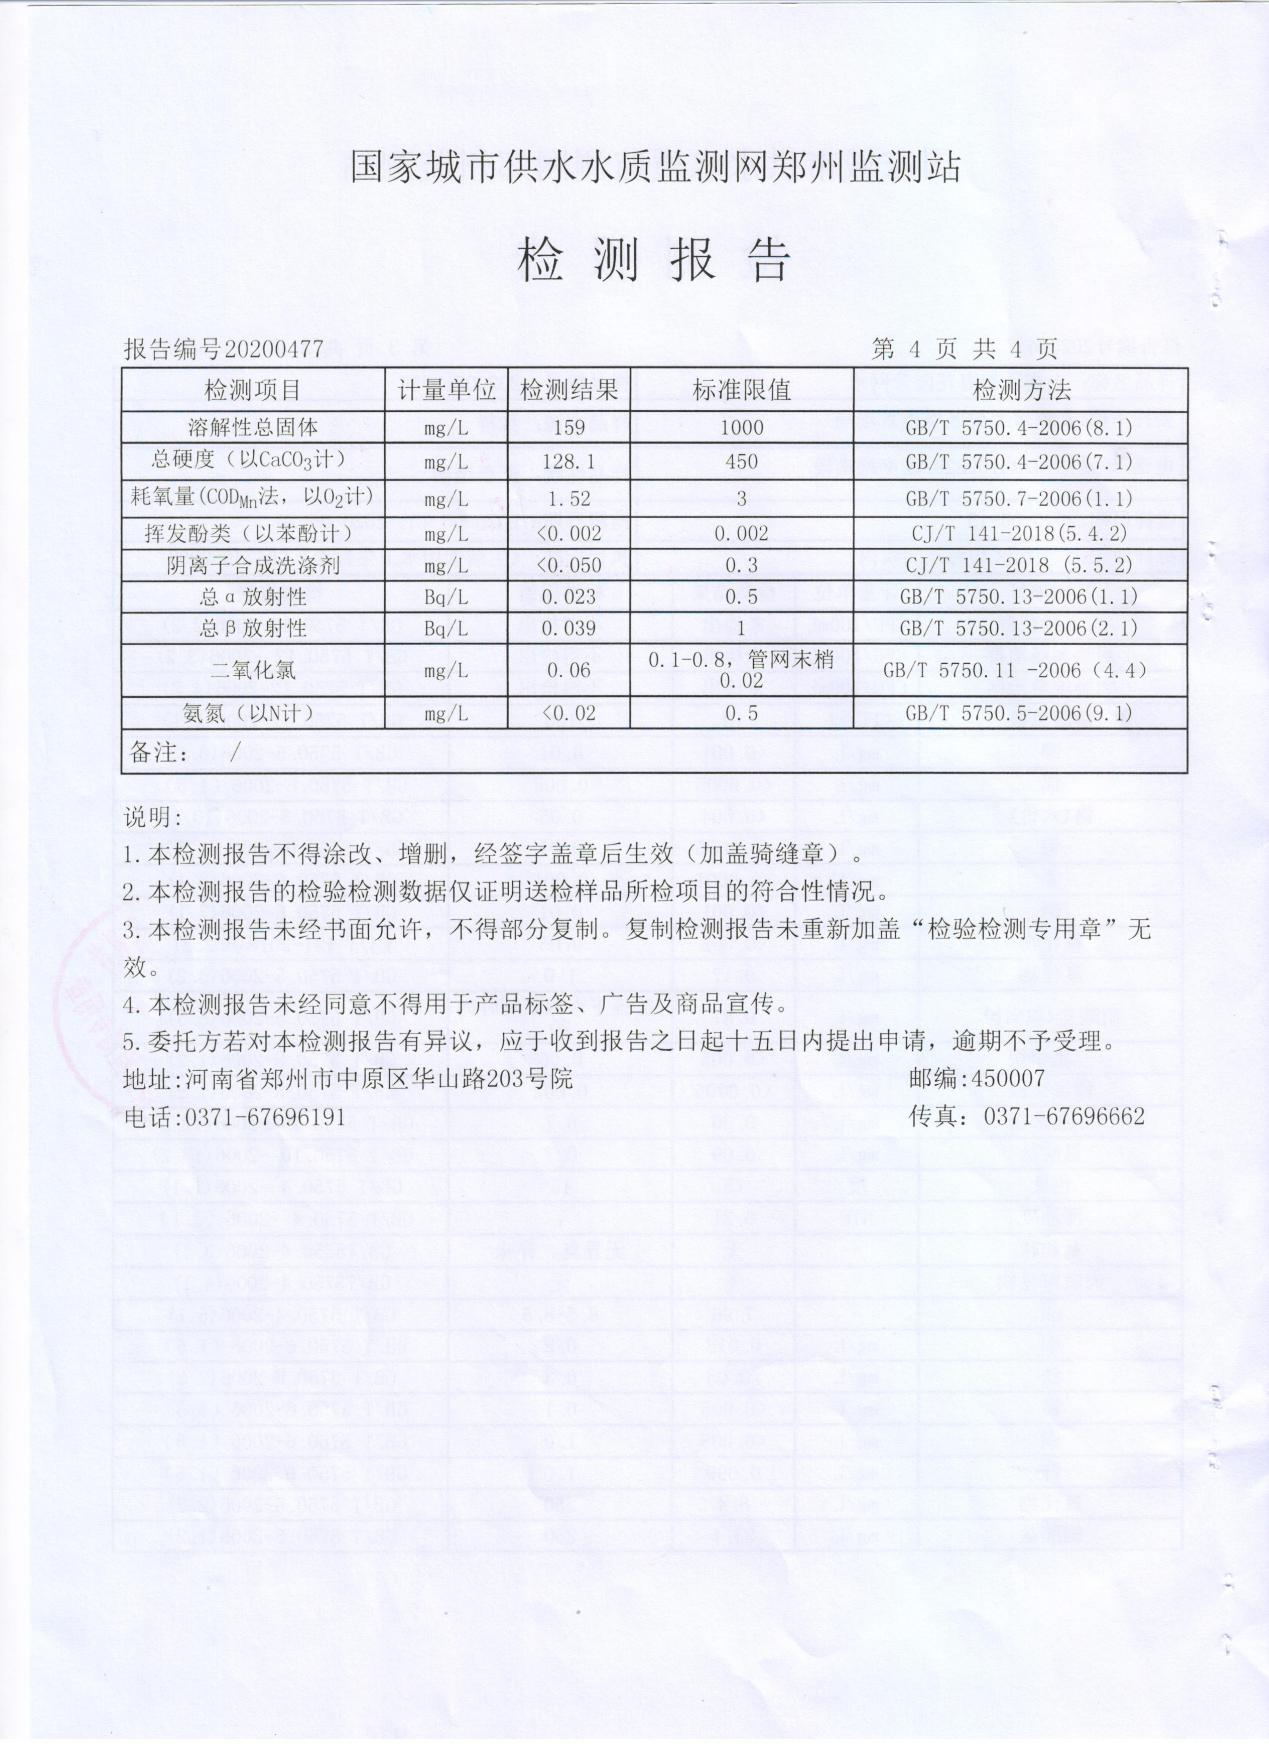 国家城市供水水质监测网郑州监测站
检 测 报 告
报告编号20200477 第 4 页 共 4 页
检测项目 计量单位 检测结果 标准限值 检测方法
溶解性总固体 mg/L 159 1000 GB/T 5750.4-2006(8.1)
总硬度（以CaCO3计） mg/L 128.1 450 GB/T 5750.4-2006(7.1)
耗氧量(CODMn法，以O2计) mg/L 1.52 3 GB/T 5750.7-2006(1.1)
挥发酚类（以苯酚计） mg/L <0.002 0.002 CJ/T 141-2018(5.4.2)
阴离子合成洗涤剂 mg/L <0.050 0.3 CJ/T 141-2018 (5.5.2)
总α放射性 Bq/L 0.023 0.5 GB/T 5750.13-2006(1.1)
总β放射性 Bq/L 0.039 1 GB/T 5750.13-2006(2.1)
二氧化氯 mg/L 0.06 0.1-0.8，管网末梢 0.02 GB/T 5750.11 -2006（4.4）
氨氮（以N计） mg/L <0.02 0.5 GB/T 5750.5-2006(9.1)
备注： /
说明:
1.本检测报告不得涂改、增删，经签字盖章后生效（加盖骑缝章）。
2.本检测报告的检验检测数据仅证明送检样品所检项目的符合性情况。
3.本检测报告未经书面允许，不得部分复制。复制检测报告未重新加盖“检验检测专用章”无
效。
4.本检测报告未经同意不得用于产品标签、广告及商品宣传。
5.委托方若对本检测报告有异议，应于收到报告之日起十五日内提出申请，逾期不予受理。
地址:河南省郑州市中原区华山路203号院 邮编:450007
电话:0371-67696191 传真：0371-67696662